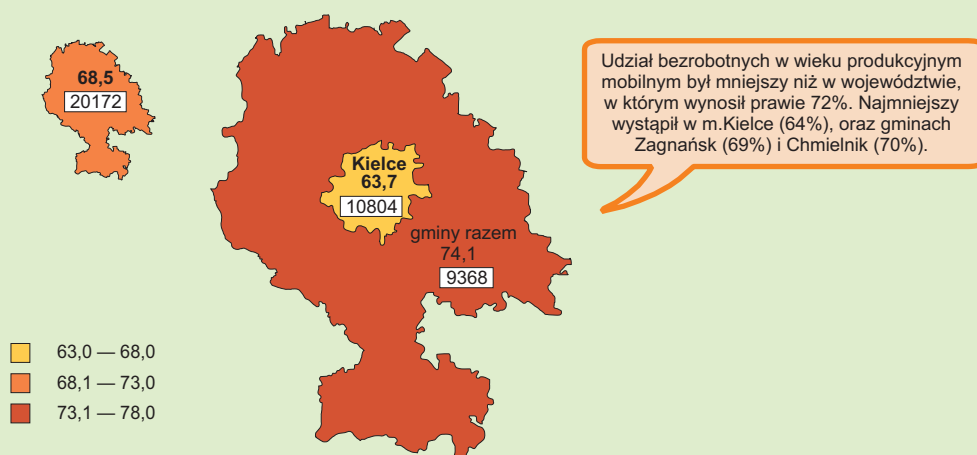 68,5
20172
Udział bezrobotnych w wieku produkcyjnym
mobilnym był mniejszy niż w województwie,
w którym wynosił prawie 72%. Najmniejszy
wystąpił w m.Kielce (64%), oraz gminach
Zagnańsk (69%) i Chmielnik (70%).
Kielce
63,7
10804
gminy razem
74,1
9368
63,0 — 68,0
68,1 — 73,0
73,1 — 78,0